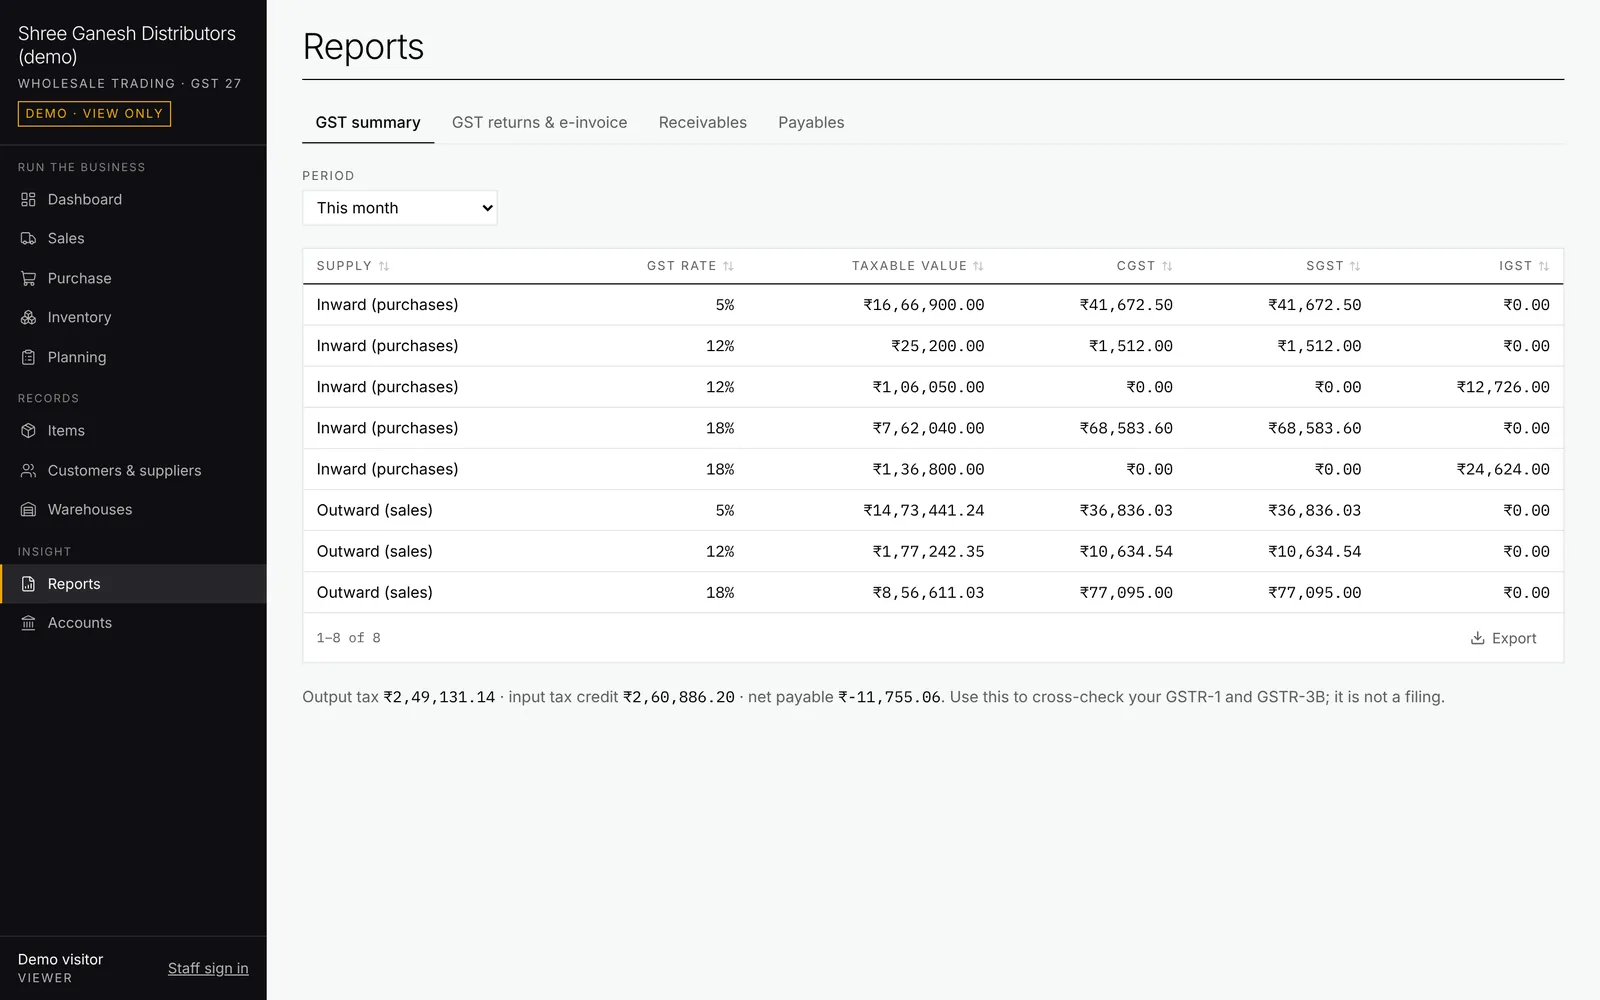 Shree Ganesh Distributors
(demo)
WHOLESALE TRADING · GST 27
DEMO · VIEW ONLY
RUN THE BUSINESS
Dashboard
Sales
Purchase
Inventory
Planning
RECORDS
Items
Customers & suppliers
Warehouses
INSIGHT
Reports
Accounts
Demo visitor
VIEWER
Staff sign in
Reports
GST summary GST returns & e-invoice Receivables Payables
PERIOD
This month
SUPPLY GST RATE TAXABLE VALUE CGST SGST IGST
Inward (purchases) 5% ₹16,66,900.00 ₹41,672.50 ₹41,672.50 ₹0.00
Inward (purchases) 12% ₹25,200.00 ₹1,512.00 ₹1,512.00 ₹0.00
Inward (purchases) 12% ₹1,06,050.00 ₹0.00 ₹0.00 ₹12,726.00
Inward (purchases) 18% ₹7,62,040.00 ₹68,583.60 ₹68,583.60 ₹0.00
Inward (purchases) 18% ₹1,36,800.00 ₹0.00 ₹0.00 ₹24,624.00
Outward (sales) 5% ₹14,73,441.24 ₹36,836.03 ₹36,836.03 ₹0.00
Outward (sales) 12% ₹1,77,242.35 ₹10,634.54 ₹10,634.54 ₹0.00
Outward (sales) 18% ₹8,56,611.03 ₹77,095.00 ₹77,095.00 ₹0.00
1–8 of 8 Export
Output tax ₹2,49,131.14 · input tax credit ₹2,60,886.20 · net payable ₹-11,755.06. Use this to cross-check your GSTR-1 and GSTR-3B; it is not a filing.